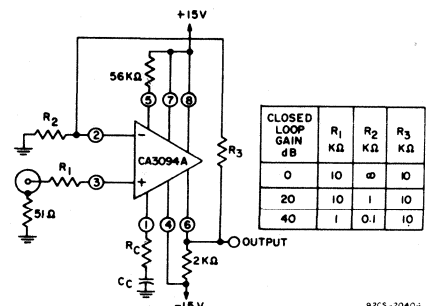 +15V
56KΩ
5
7
8
R2
2
−
CA3094A
R3
R1
3
+
51Ω
1
4
6
OUTPUT
RC
2KΩ
CC
−15V
CLOSED LOOP GAIN dB | R1 KΩ | R2 KΩ | R3 KΩ
0 | 10 | ∞ | 10
20 | 10 | 1 | 10
40 | 1 | 0.1 | 10